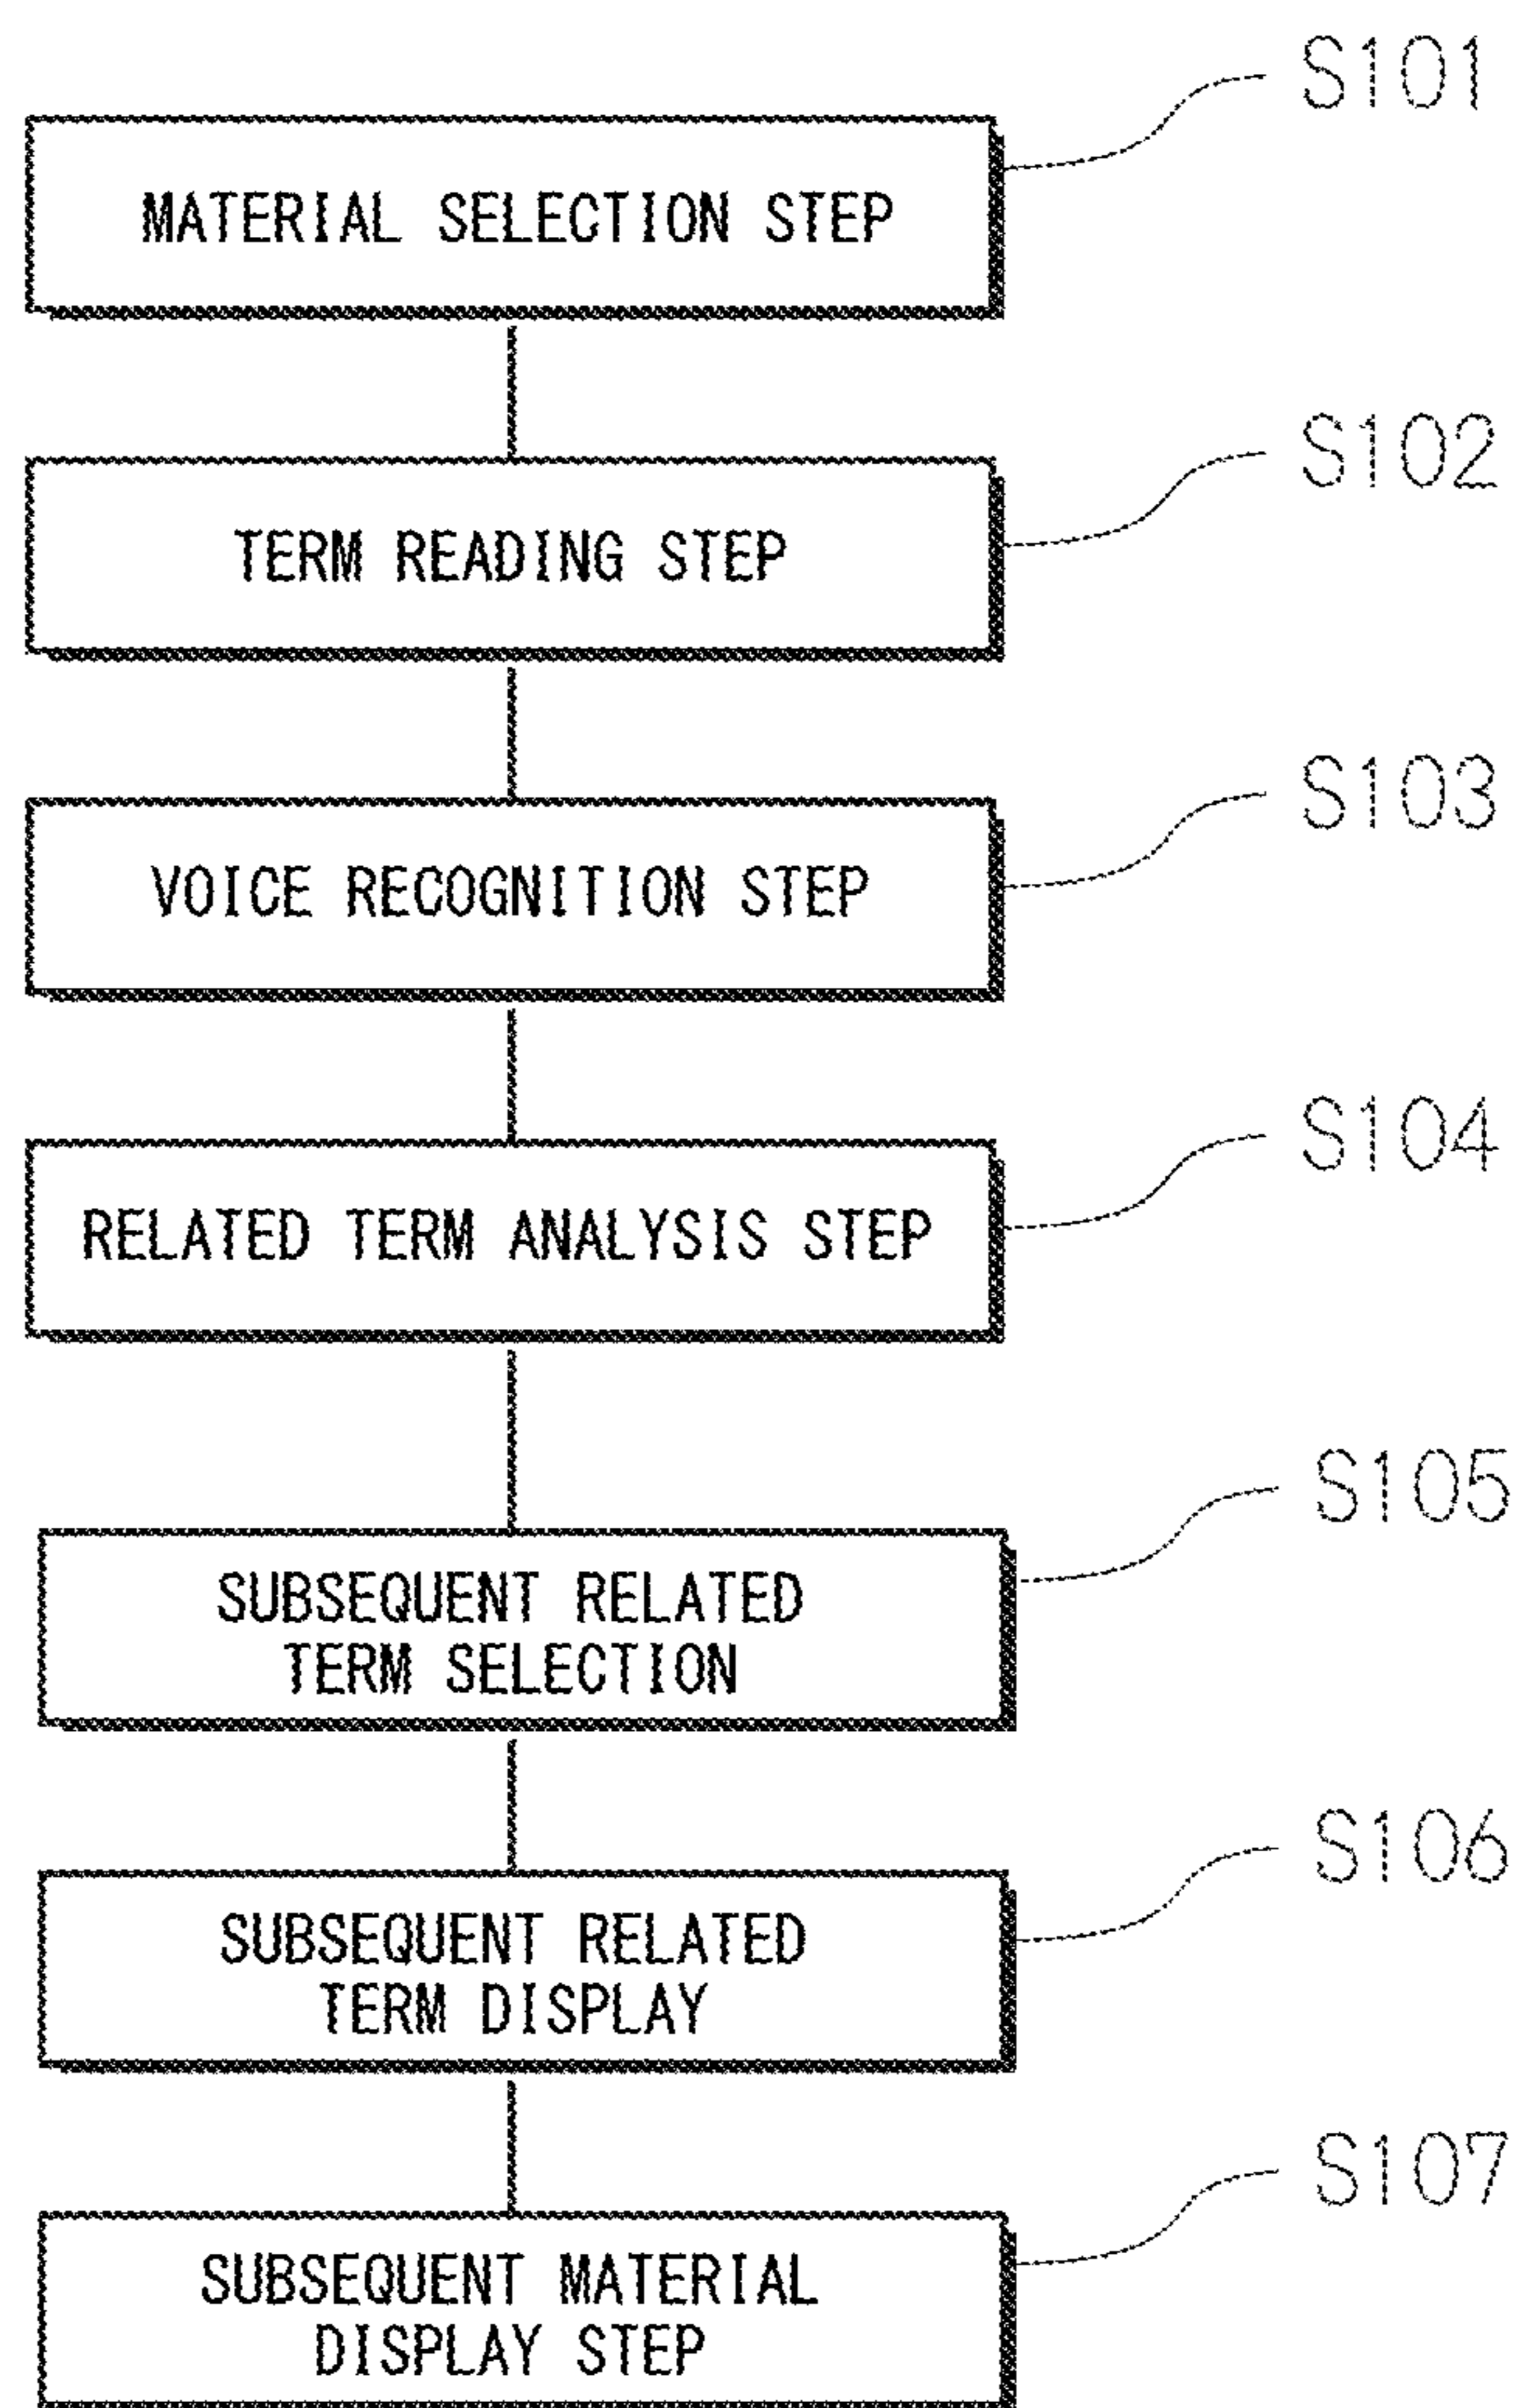 S101
MATERIAL SELECTION STEP
S102
TERM READING STEP
S103
VOICE RECOGNITION STEP
S104
RELATED TERM ANALYSIS STEP
S105
SUBSEQUENT RELATED
TERM SELECTION
S106
SUBSEQUENT RELATED
TERM DISPLAY
S107
SUBSEQUENT MATERIAL
DISPLAY STEP